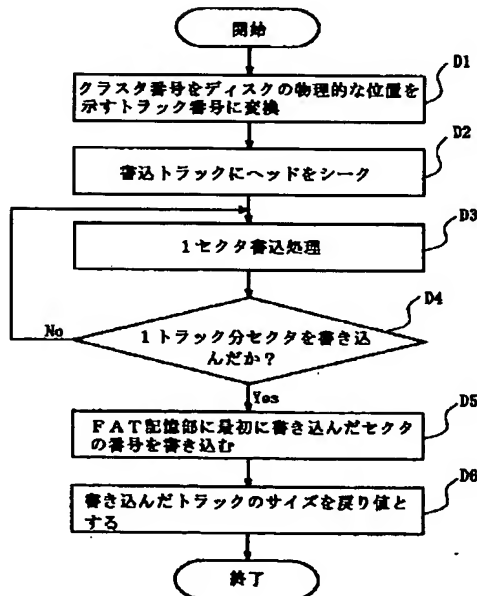 開始
D1
クラスタ番号をディスクの物理的な位置を
示すトラック番号に変換
D2
書込トラックにヘッドをシーク
D3
1セクタ書込処理
D4
No
1トラック分セクタを書き込
んだか?
Yes
D5
FAT記憶部に最初に書き込んだセクタ
の番号を書き込む
D6
書き込んだトラックのサイズを戻り値と
する
終了